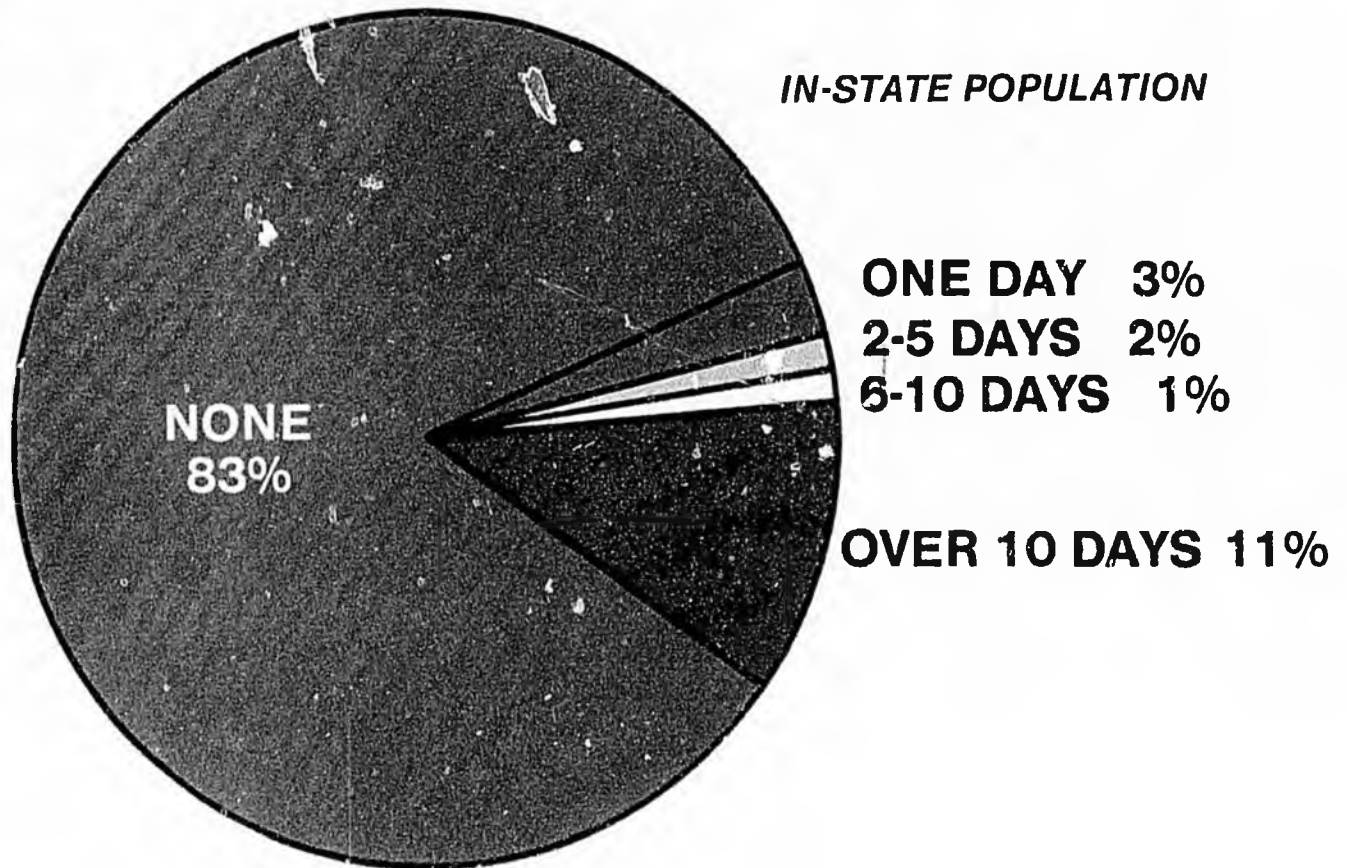 IN-STATE POPULATION
ONE DAY 3%
2-5 DAYS 2%
6-10 DAYS 1%
NONE
83%
OVER 10 DAYS 11%